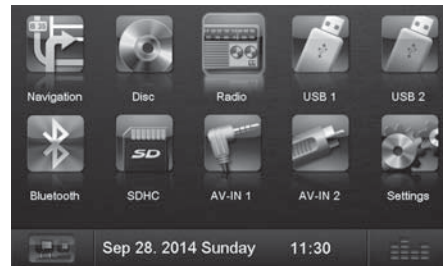 Navigation Disc Radio USB 1 USB 2
SD
Bluetooth SDHC AV-IN 1 AV-IN 2 Settings
Sep 28. 2014 Sunday 11:30